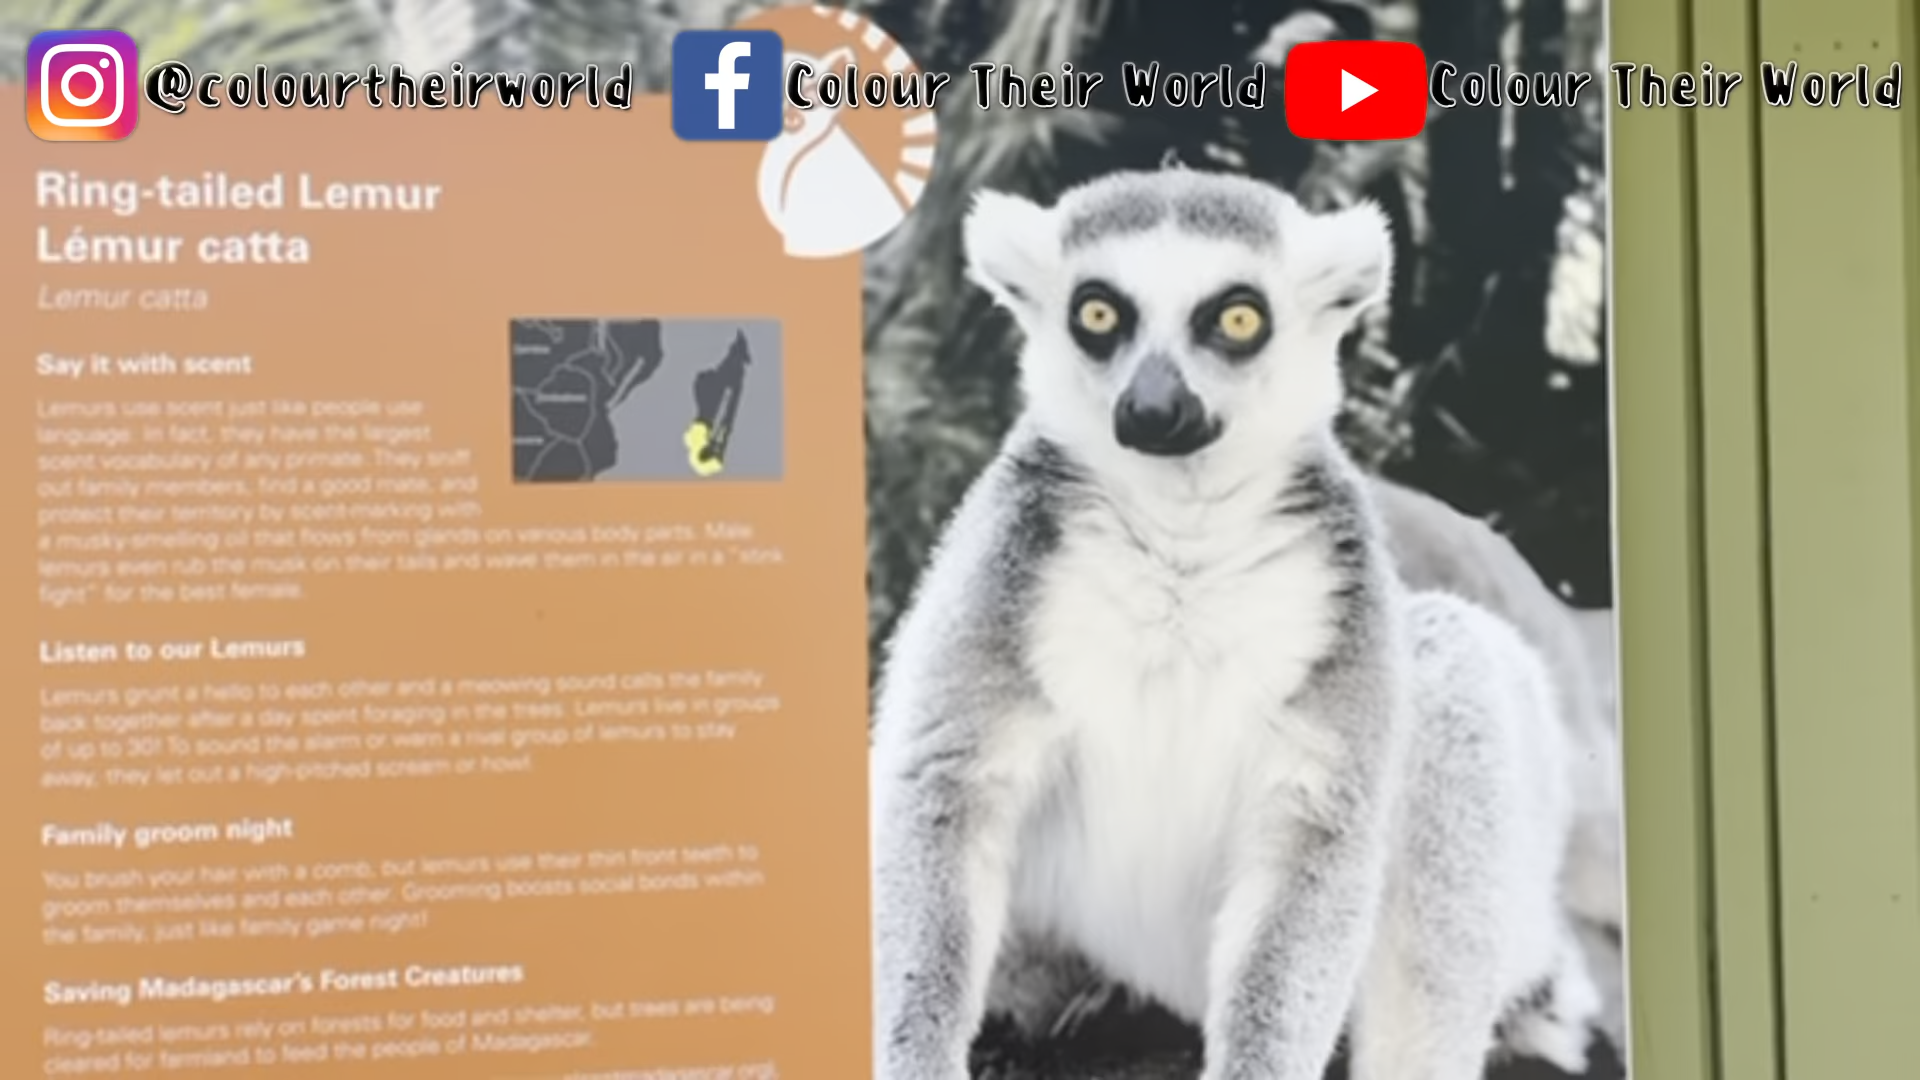 @colourtheirworld Colour Their World Colour Their World
Ring-tailed Lemur
Lémur catta
Lemur catta
Say it with scent
Lemurs use scent just like people use
language. In fact, they have the largest
scent vocabulary of any primate. They sniff
out family members, find a good mate, and
protect their territory by scent-marking with
a musky-smelling oil that flows from glands on various body parts. Male
lemurs even rub the musk on their tails and wave them in the air in a "stink
fight" for the best female.
Listen to our Lemurs
Lemurs grunt a hello to each other and a meowing sound calls the family
back together after a day spent foraging in the trees. Lemurs live in groups
of up to 30! To sound the alarm or warn a rival group of lemurs to stay
away, they let out a high-pitched scream or howl.
Family groom night
You brush your hair with a comb, but lemurs use their thin front teeth to
groom themselves and each other. Grooming boosts social bonds within
the family, just like family game night!
Saving Madagascar's Forest Creatures
Ring-tailed lemurs rely on forests for food and shelter, but trees are being
cleared for farmland to feed the people of Madagascar.